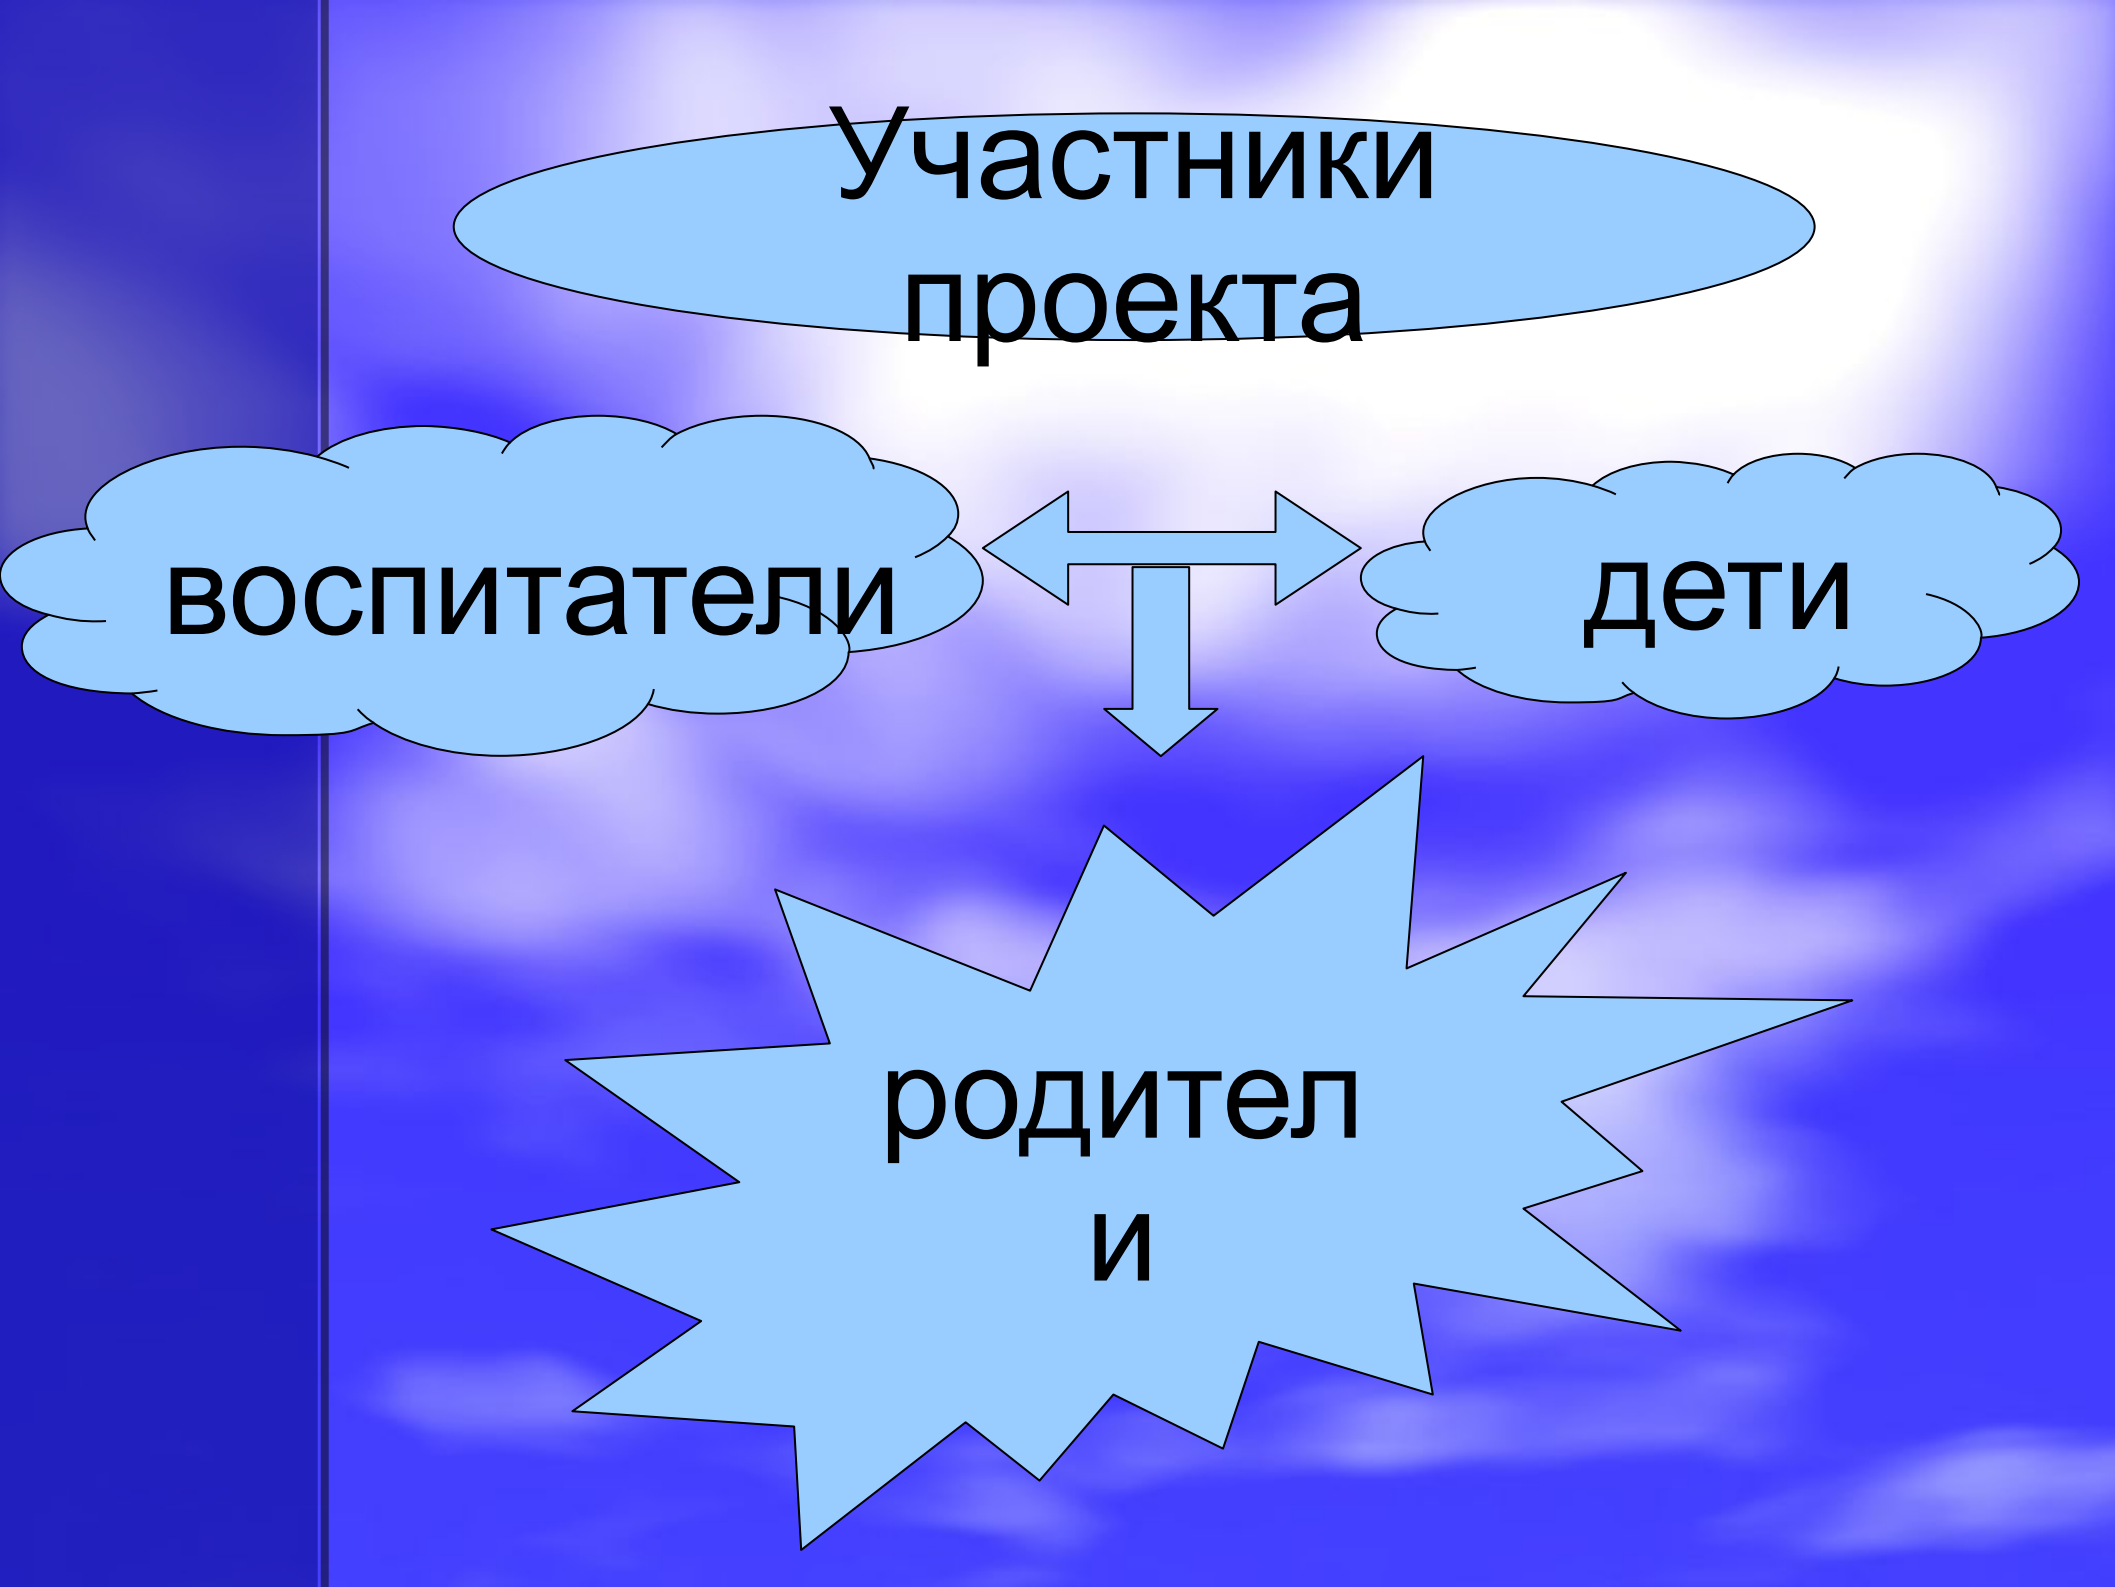 Участники
проекта
воспитатели
дети
родител
и